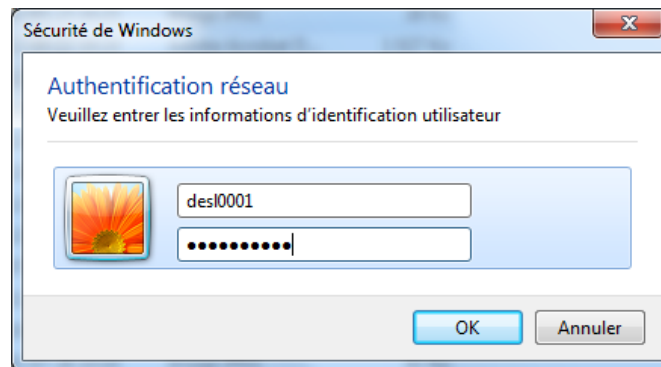 Sécurité de Windows
Authentification réseau
Veuillez entrer les informations d'identification utilisateur
desl0001
●●●●●●●●●●
OK
Annuler